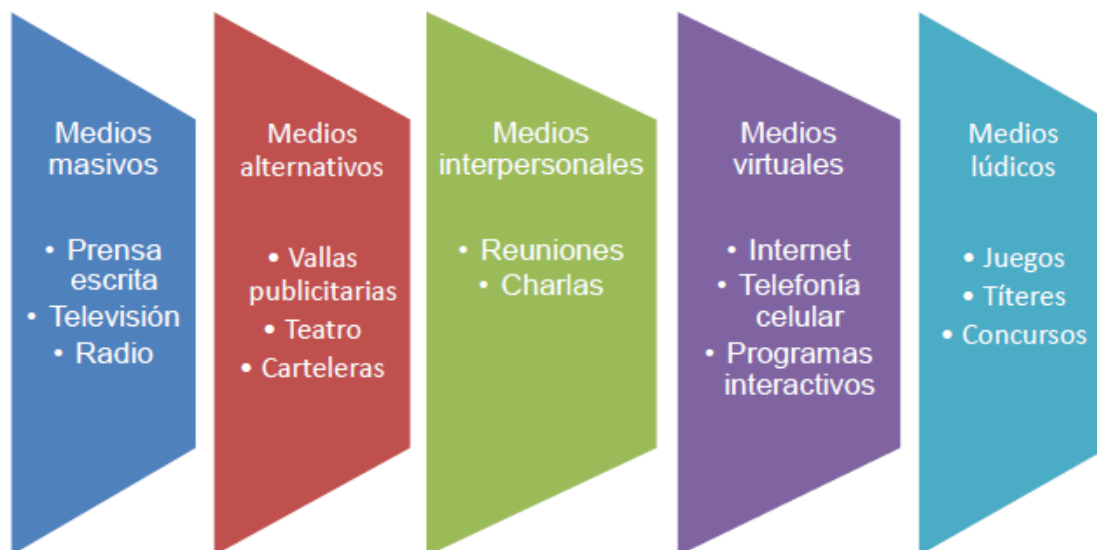 Medios
masivos
• Prensa
escrita
• Televisión
• Radio
Medios
alternativos
• Vallas
publicitarias
• Teatro
• Carteleras
Medios
interpersonales
• Reuniones
• Charlas
Medios
virtuales
• Internet
• Telefonía
celular
• Programas
interactivos
Medios
lúdicos
• Juegos
• Títeres
• Concursos